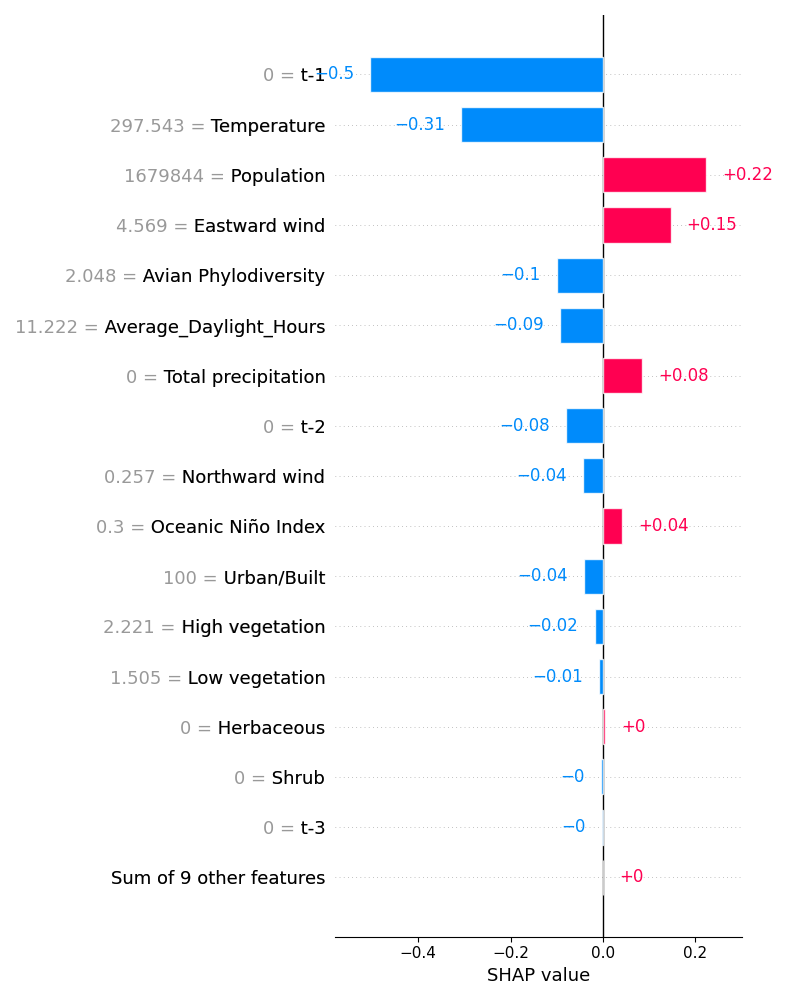 0 = t-1 −0.5
297.543 = Temperature −0.31
1679844 = Population +0.22
4.569 = Eastward wind +0.15
2.048 = Avian Phylodiversity −0.1
11.222 = Average_Daylight_Hours −0.09
0 = Total precipitation +0.08
0 = t-2 −0.08
0.257 = Northward wind −0.04
0.3 = Oceanic Niño Index +0.04
100 = Urban/Built −0.04
2.221 = High vegetation −0.02
1.505 = Low vegetation −0.01
0 = Herbaceous +0
0 = Shrub −0
0 = t-3 −0
Sum of 9 other features +0
−0.4 −0.2 0.0 0.2
SHAP value